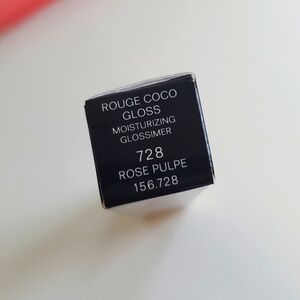 ROUGE COCO
GLOSS
MOISTURIZING
GLOSSIMER
728
ROSE PULPE
156.728